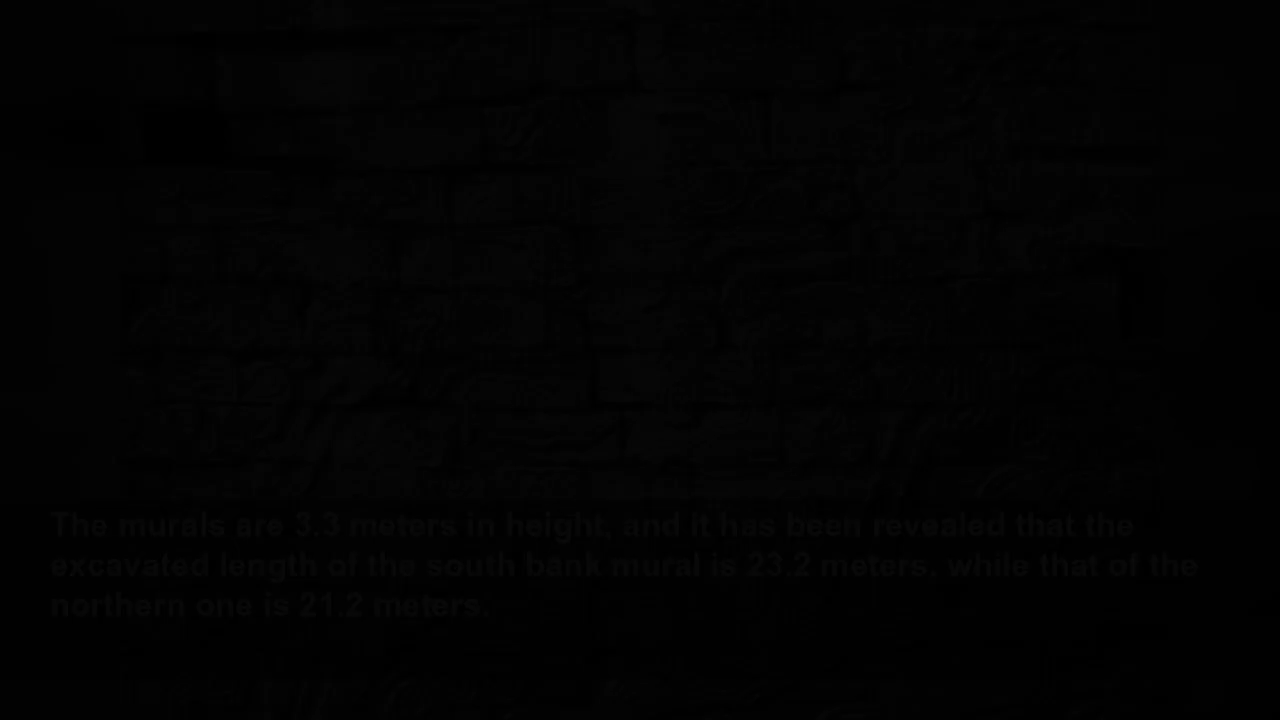 The murals are 3.3 meters in height, and it has been revealed that the
excavated length of the south bank mural is 23.2 meters, while that of the
northern one is 21.2 meters.